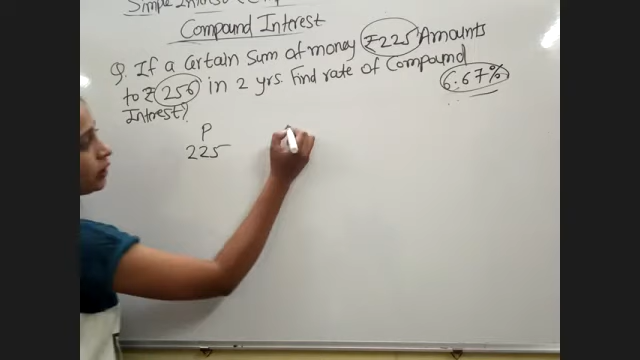 Simple Interest
Compound Interest
Q. If a Certain Sum of money ₹225 Amounts
to ₹256 in 2 yrs. Find rate of Compound
Interest?
6.67%
P
225